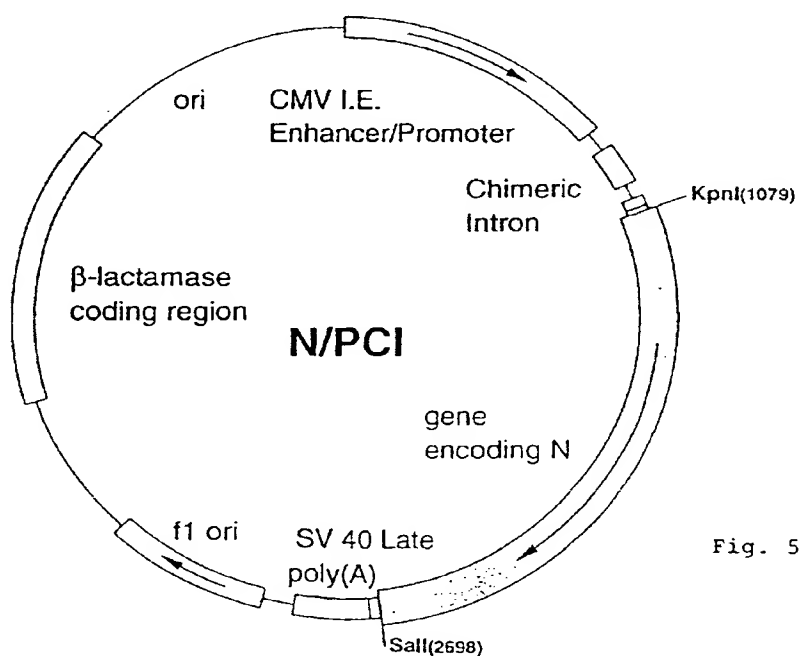 ori
CMV I.E.
Enhancer/Promoter
Chimeric
Intron
KpnI(1079)
β-lactamase
coding region
N/PCI
gene
encoding N
f1 ori
SV 40 Late
poly(A)
Fig. 5
SalI(2698)